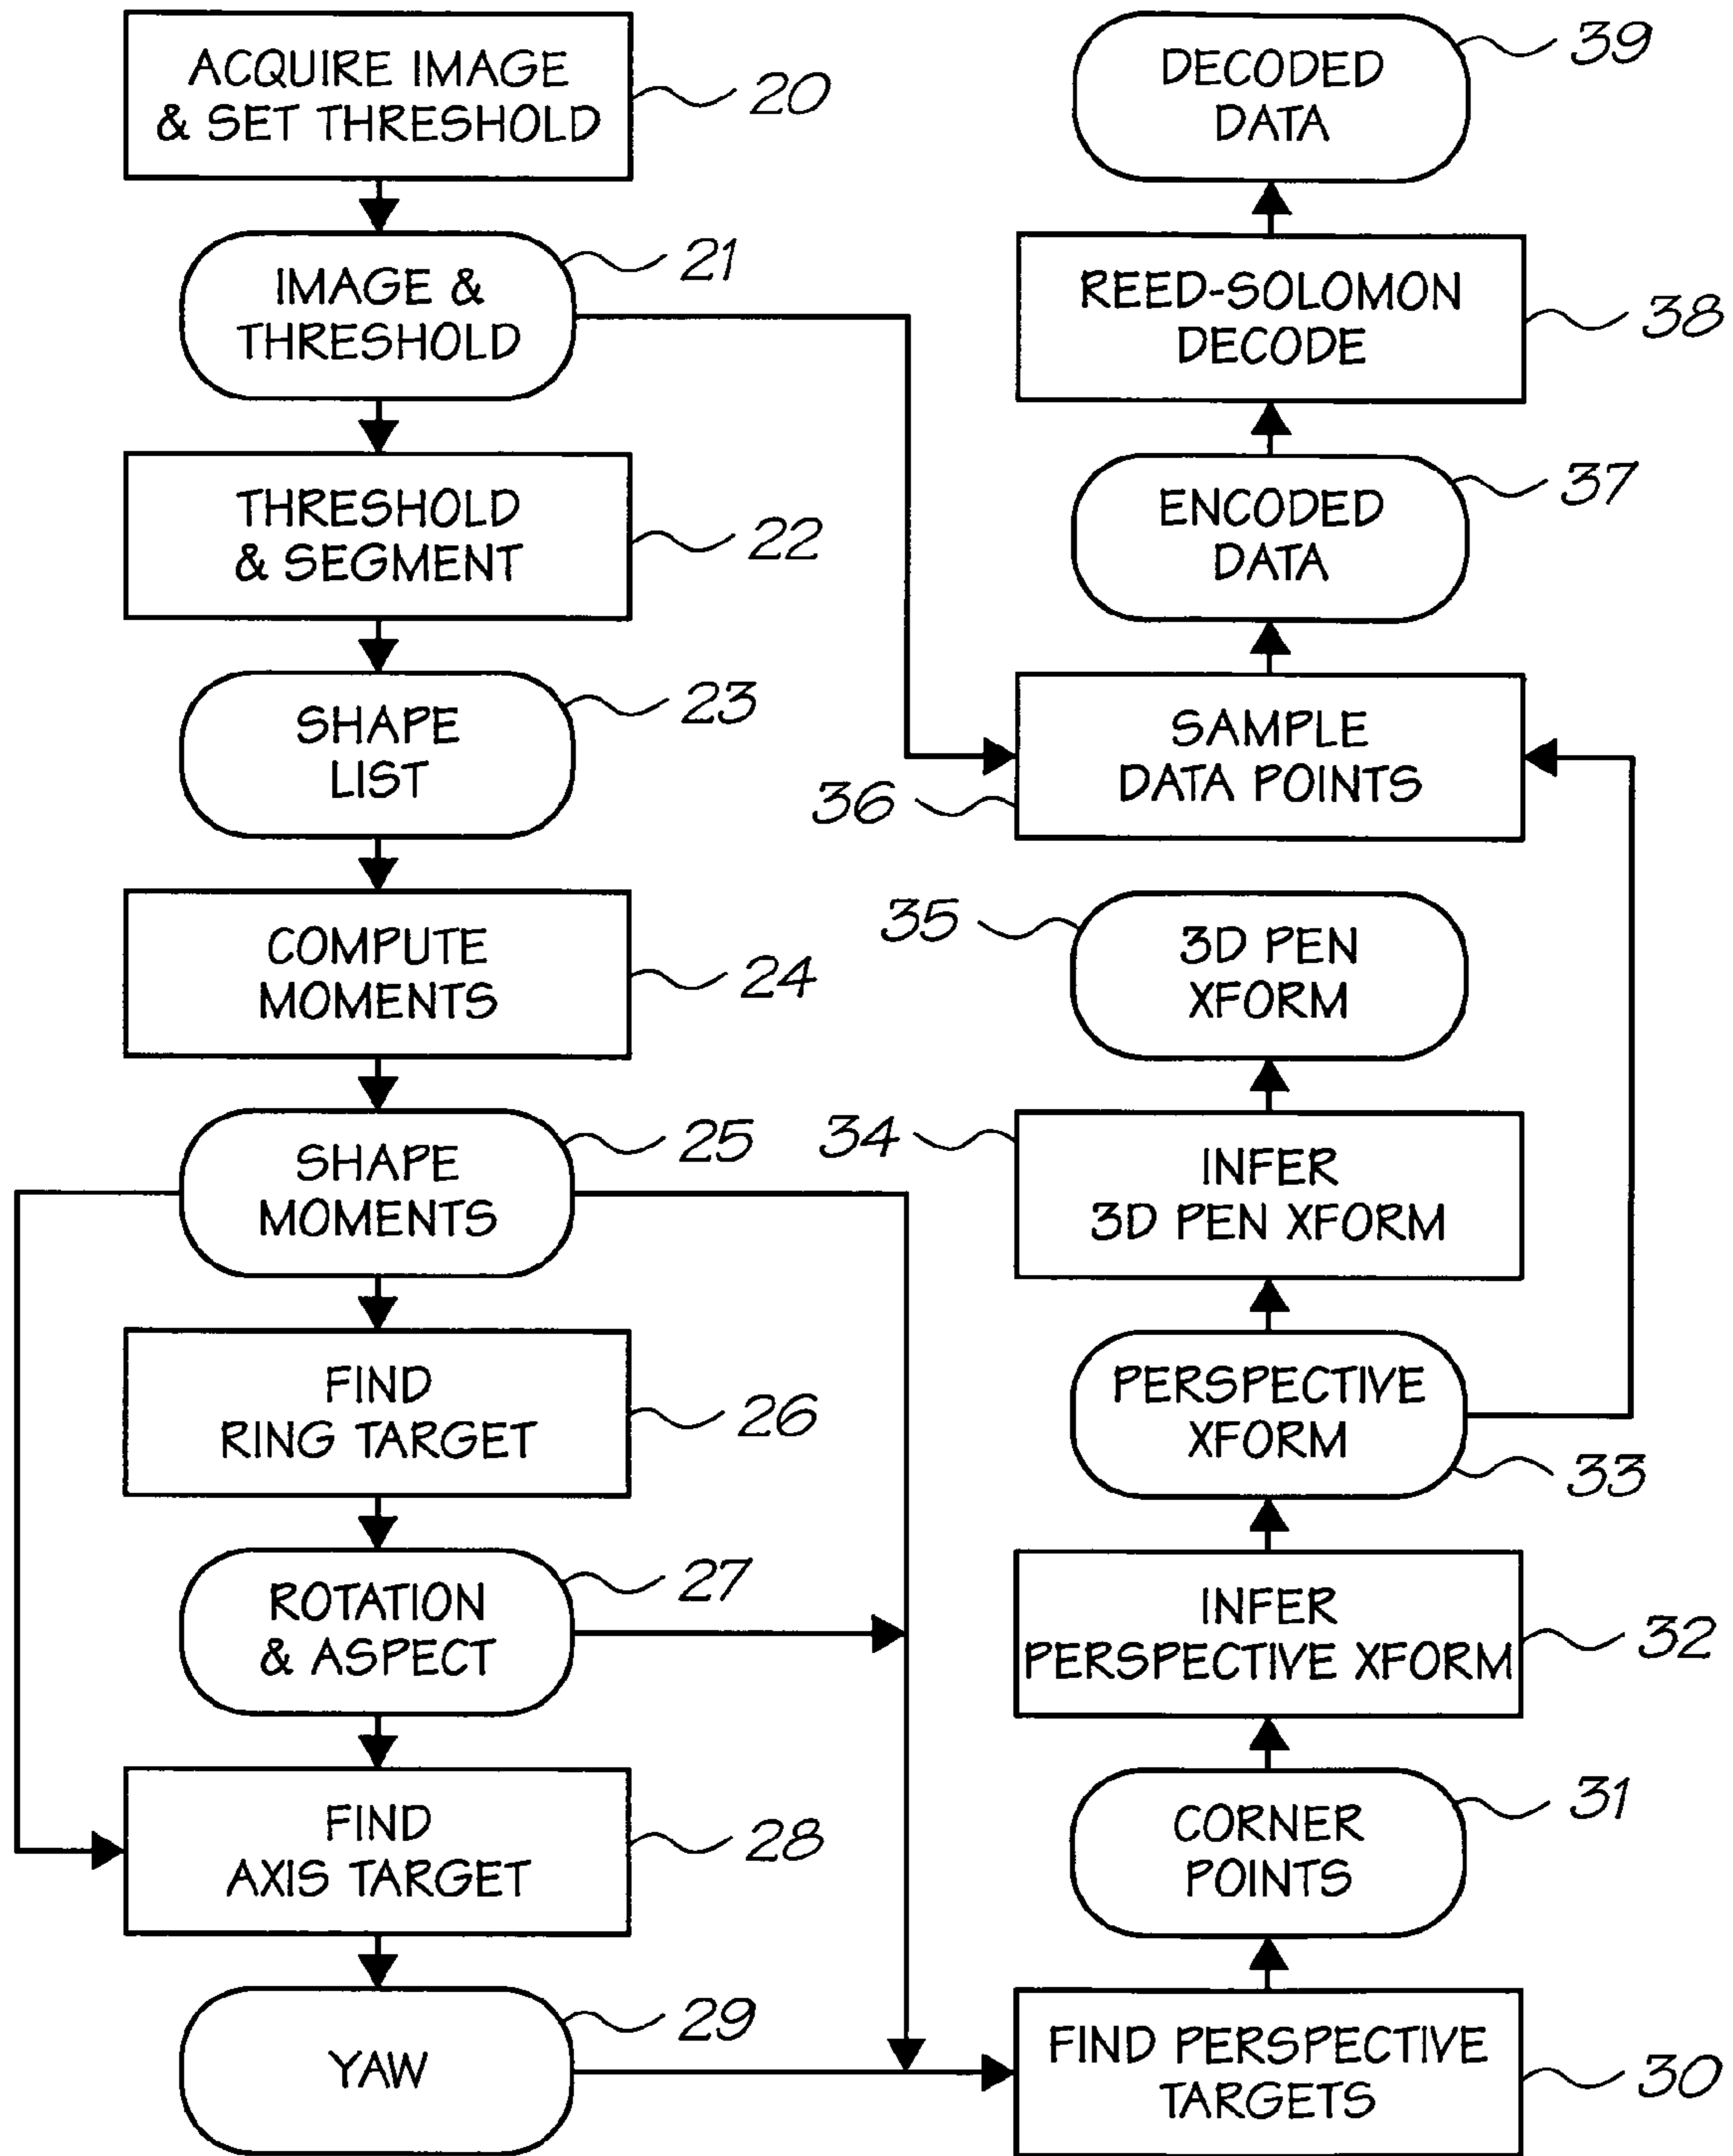 ACQUIRE IMAGE
& SET THRESHOLD
20
IMAGE &
THRESHOLD
21
THRESHOLD
& SEGMENT
22
SHAPE
LIST
23
COMPUTE
MOMENTS
24
SHAPE
MOMENTS
25
FIND
RING TARGET
26
ROTATION
& ASPECT
27
FIND
AXIS TARGET
28
YAW
29
DECODED
DATA
39
REED-SOLOMON
DECODE
38
ENCODED
DATA
37
SAMPLE
DATA POINTS
36
3D PEN
XFORM
35
INFER
3D PEN XFORM
34
PERSPECTIVE
XFORM
33
INFER
PERSPECTIVE XFORM
32
CORNER
POINTS
31
FIND PERSPECTIVE
TARGETS
30